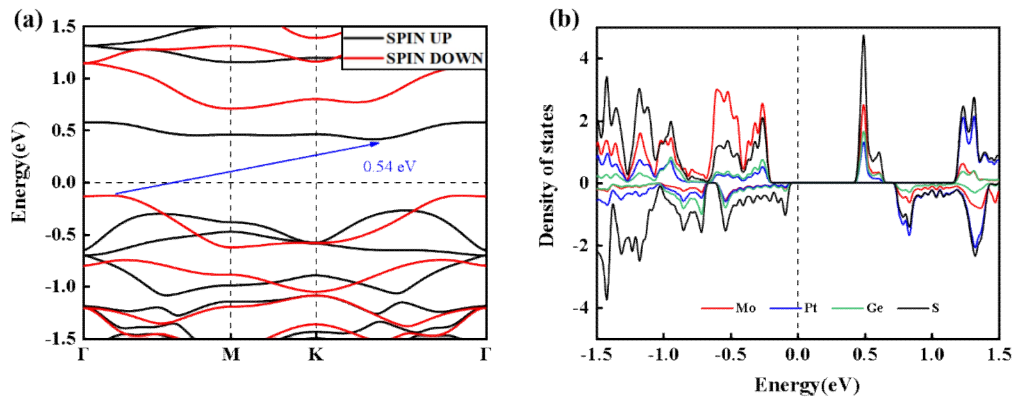 (a)
SPIN UP
SPIN DOWN
1.5
1.0
0.5
0.0
-0.5
-1.0
-1.5
Energy(eV)
0.54 eV
Γ M K Γ
(b)
4
2
0
-2
-4
Density of states
Mo Pt Ge S
-1.5 -1.0 -0.5 0.0 0.5 1.0 1.5
Energy(eV)